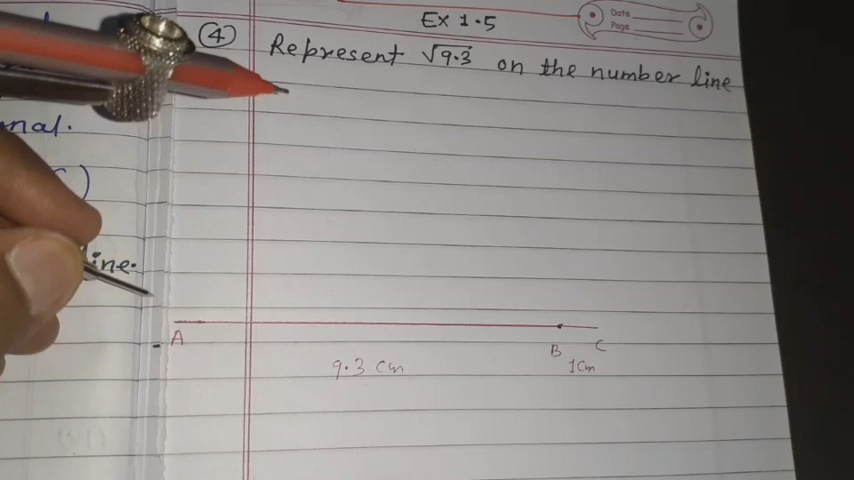 Ex 1.5
Date
Page
(4) Represent √9.3 on the number line
nal.
)
ine.
A
B
C
9.3 cm
1cm